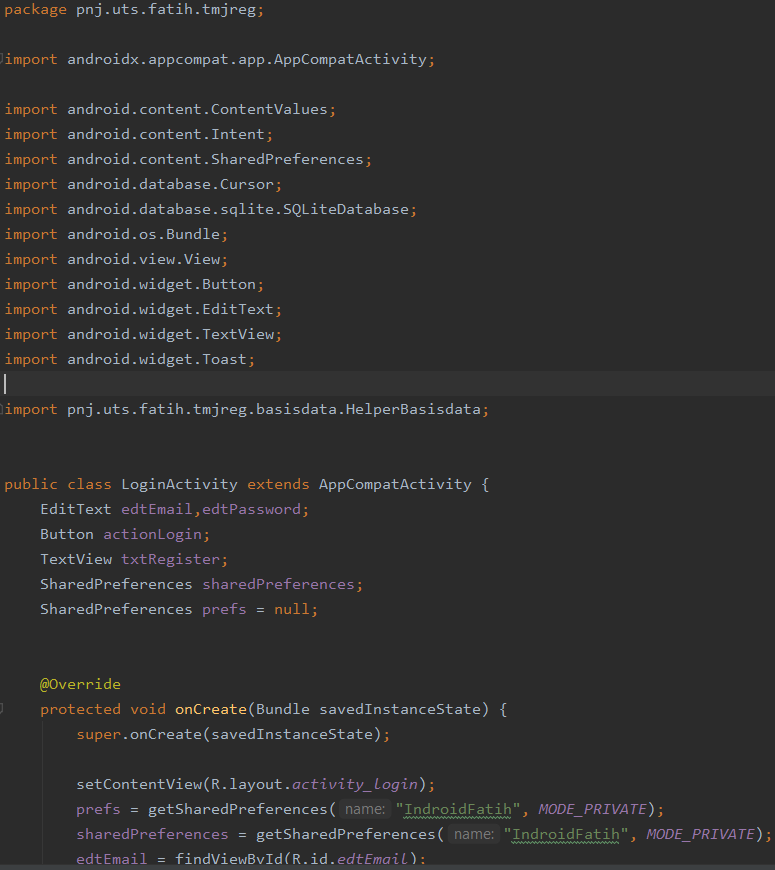 package pnj.uts.fatih.tmjreg;
import androidx.appcompat.app.AppCompatActivity;
import android.content.ContentValues;
import android.content.Intent;
import android.content.SharedPreferences;
import android.database.Cursor;
import android.database.sqlite.SQLiteDatabase;
import android.os.Bundle;
import android.view.View;
import android.widget.Button;
import android.widget.EditText;
import android.widget.TextView;
import android.widget.Toast;
import pnj.uts.fatih.tmjreg.basisdata.HelperBasisdata;
public class LoginActivity extends AppCompatActivity {
EditText edtEmail,edtPassword;
Button actionLogin;
TextView txtRegister;
SharedPreferences sharedPreferences;
SharedPreferences prefs = null;
@Override
protected void onCreate(Bundle savedInstanceState) {
super.onCreate(savedInstanceState);
setContentView(R.layout.activity_login);
prefs = getSharedPreferences( name: "IndroidFatih", MODE_PRIVATE);
sharedPreferences = getSharedPreferences( name: "IndroidFatih", MODE_PRIVATE);
edtEmail = findViewById(R.id.edtEmail);